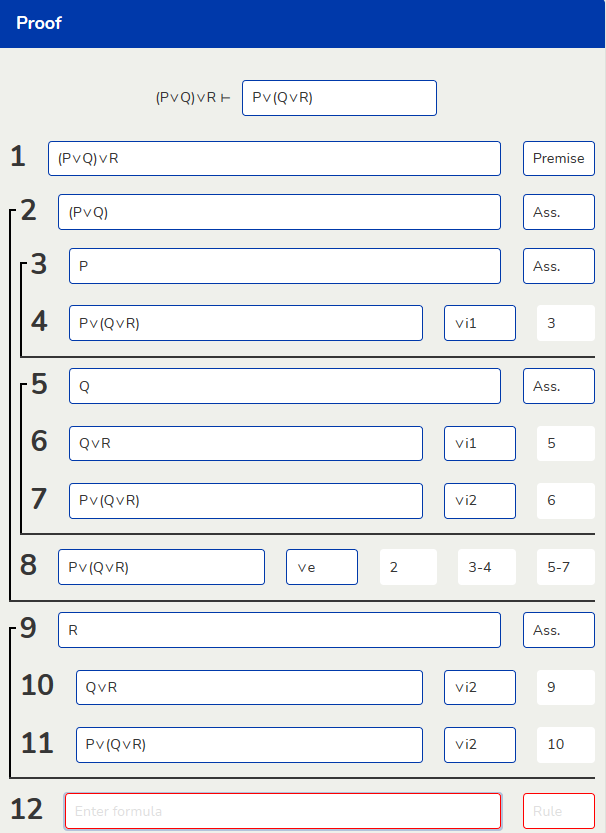 Proof
(P∨Q)∨R ⊢ P∨(Q∨R)
1 (P∨Q)∨R Premise
2 (P∨Q) Ass.
3 P Ass.
4 P∨(Q∨R) ∨i1 3
5 Q Ass.
6 Q∨R ∨i1 5
7 P∨(Q∨R) ∨i2 6
8 P∨(Q∨R) ∨e 2 3-4 5-7
9 R Ass.
10 Q∨R ∨i2 9
11 P∨(Q∨R) ∨i2 10
12 Enter formula Rule